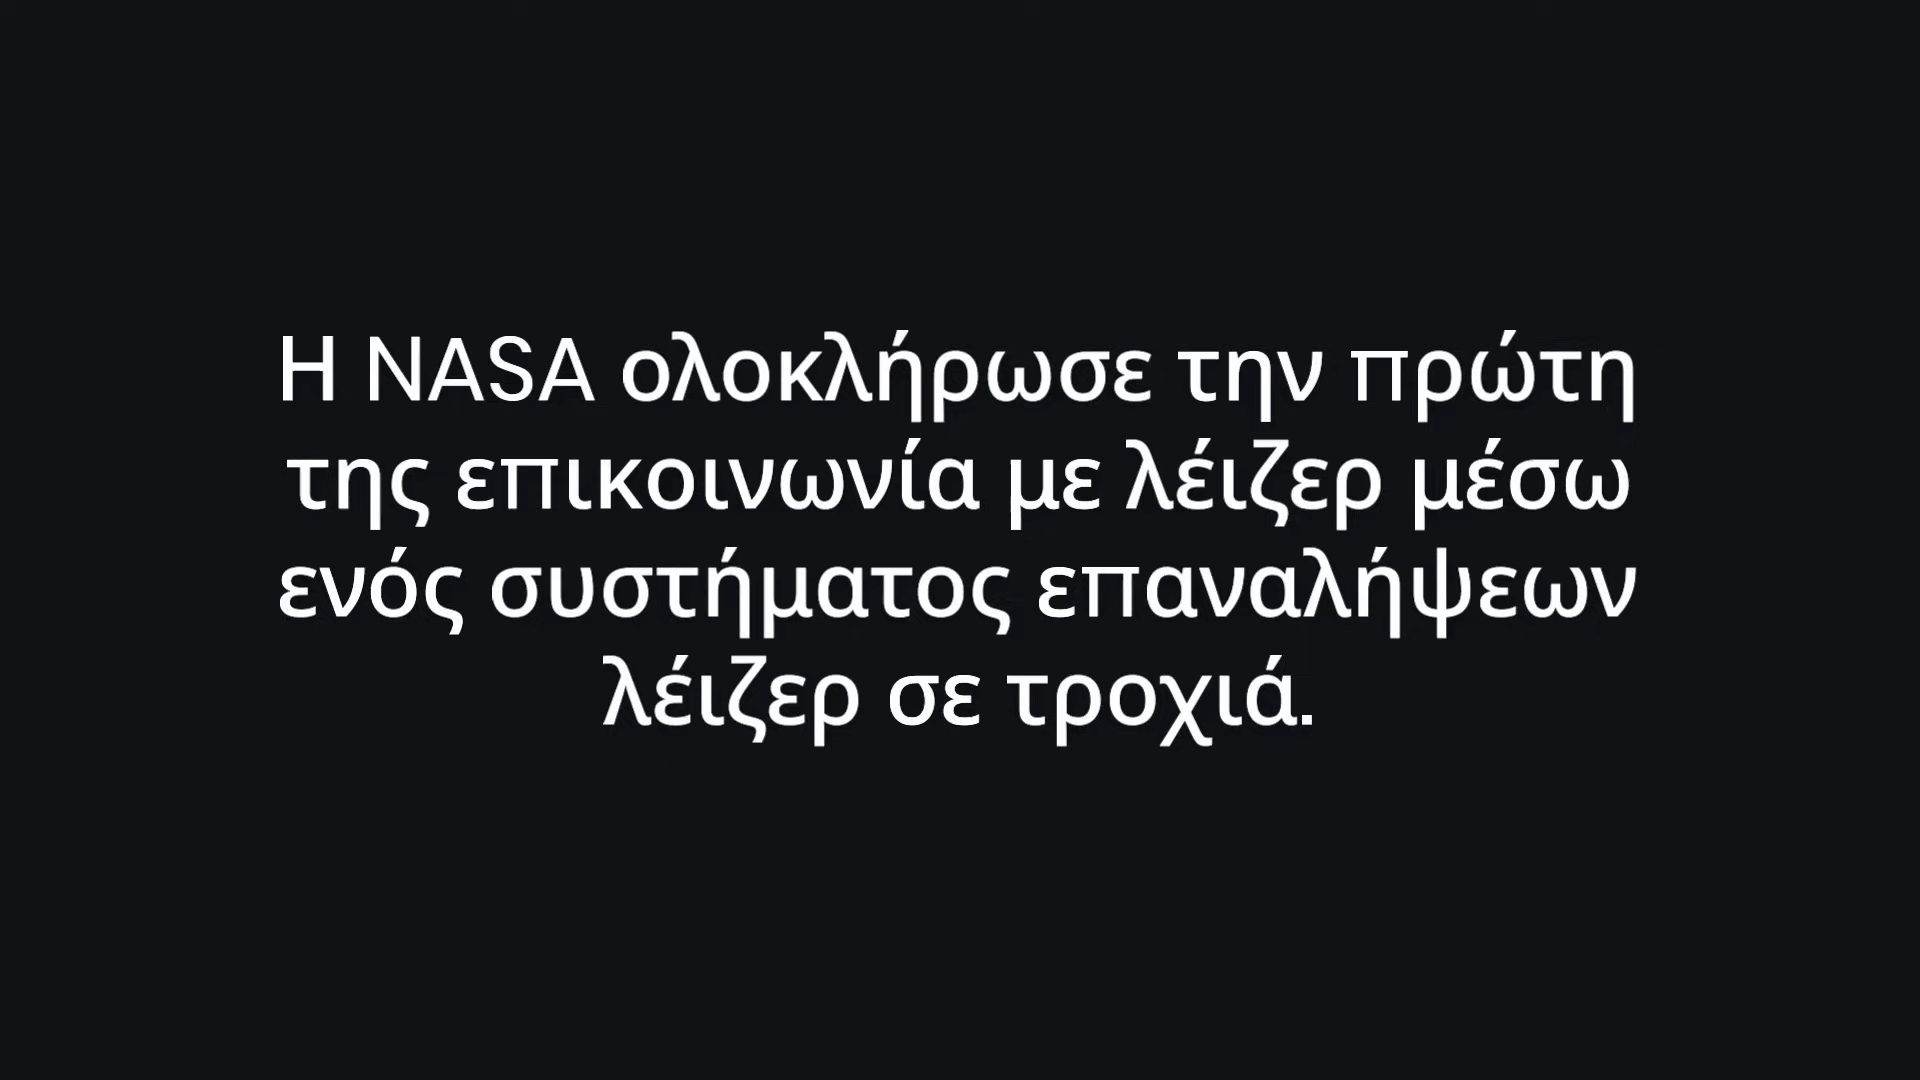 Η NASA ολοκλήρωσε την πρώτη
της επικοινωνία με λέιζερ μέσω
ενός συστήματος επαναλήψεων
λέιζερ σε τροχιά.